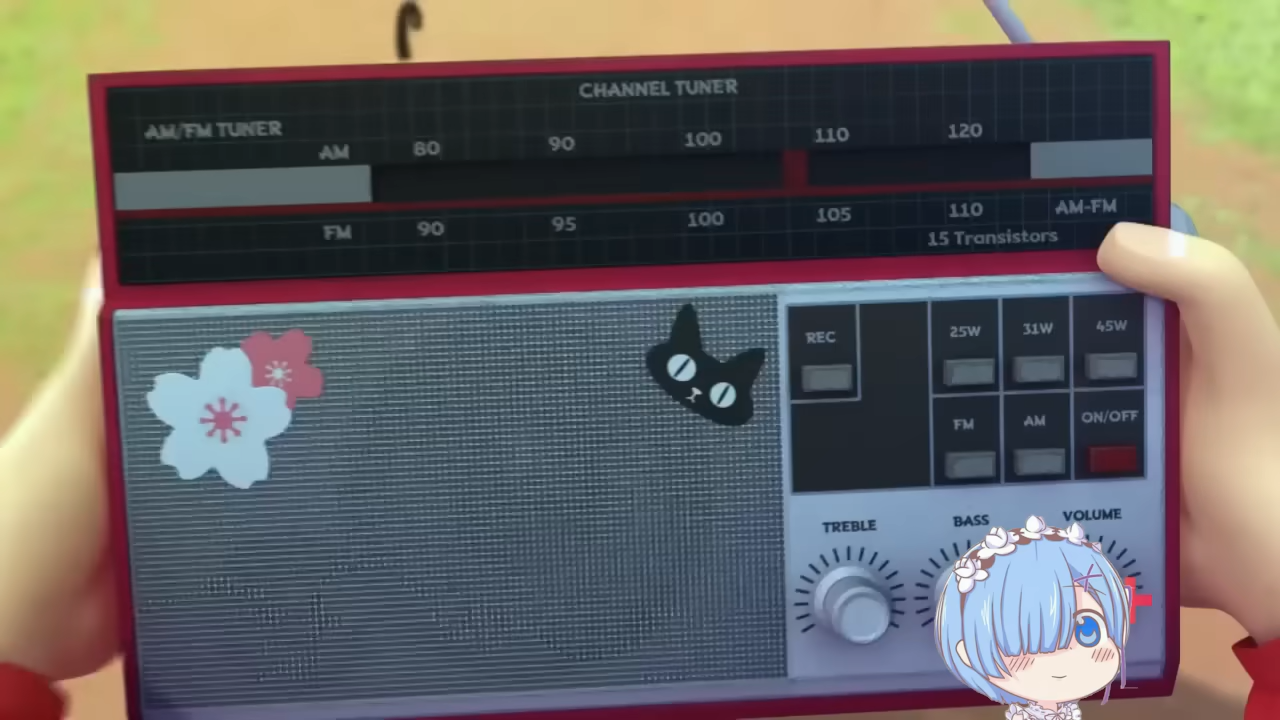 CHANNEL TUNER
AM/FM TUNER
AM 80 90 100 110 120
FM 90 95 100 105 110 AM-FM
15 Transistors
REC 25W 31W 45W
FM AM ON/OFF
TREBLE BASS VOLUME